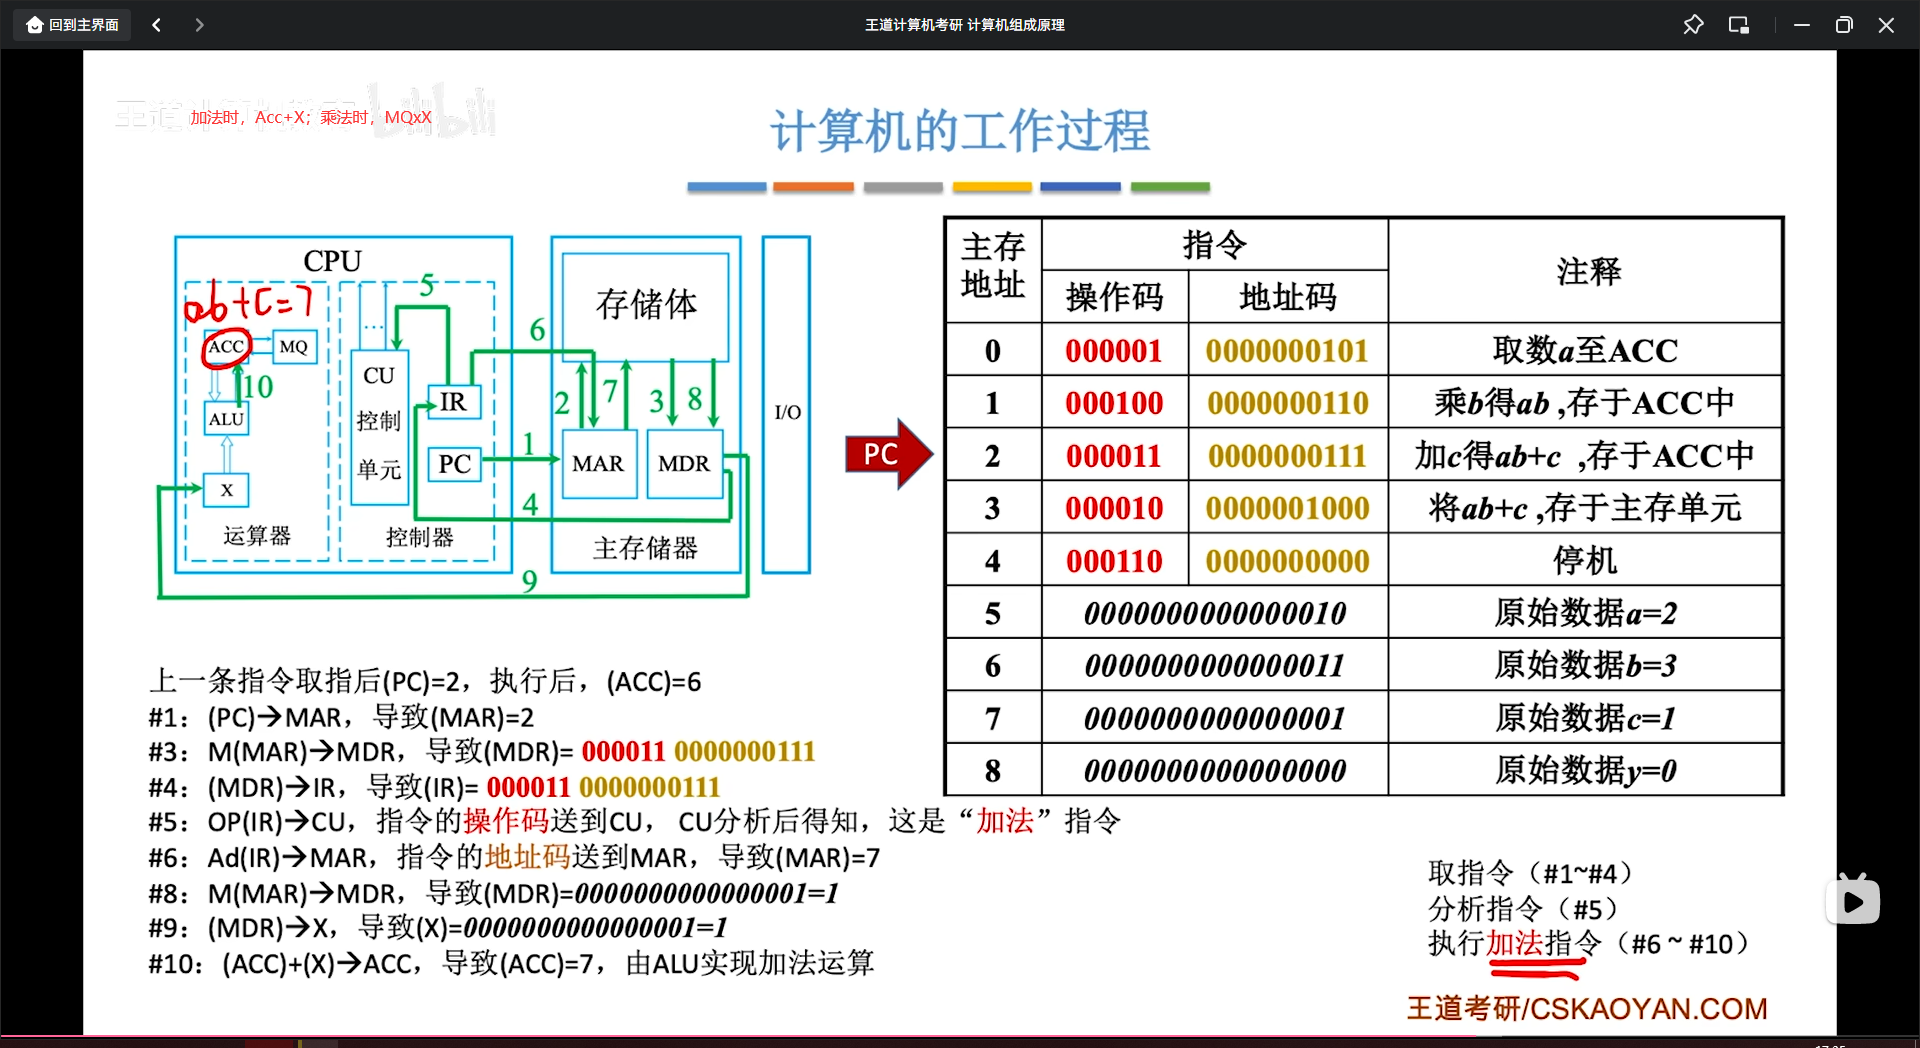 回到主界面
王道计算机考研 计算机组成原理
加法时，Acc+X；乘法时，MQxX
bilibili
计算机的工作过程
CPU
ab+c=7
ACC
MQ
10
ALU
X
运算器
5
...
CU
控制
单元
IR
PC
控制器
6
1
4
9
存储体
2
7
3
8
MAR
MDR
主存储器
I/O
PC
主存地址 指令 注释
操作码 地址码
0 000001 0000000101 取数a至ACC
1 000100 0000000110 乘b得ab ,存于ACC中
2 000011 0000000111 加c得ab+c ,存于ACC中
3 000010 0000001000 将ab+c ,存于主存单元
4 000110 0000000000 停机
5 0000000000000010 原始数据a=2
6 0000000000000011 原始数据b=3
7 0000000000000001 原始数据c=1
8 0000000000000000 原始数据y=0
上一条指令取指后(PC)=2，执行后，(ACC)=6
#1：(PC)→MAR，导致(MAR)=2
#3：M(MAR)→MDR，导致(MDR)= 000011 0000000111
#4：(MDR)→IR，导致(IR)= 000011 0000000111
#5：OP(IR)→CU，指令的操作码送到CU，CU分析后得知，这是“加法”指令
#6：Ad(IR)→MAR，指令的地址码送到MAR，导致(MAR)=7
#8：M(MAR)→MDR，导致(MDR)=0000000000000001=1
#9：(MDR)→X，导致(X)=0000000000000001=1
#10：(ACC)+(X)→ACC，导致(ACC)=7，由ALU实现加法运算
取指令（#1~#4）
分析指令（#5）
执行加法指令（#6 ~ #10）
王道考研/CSKAOYAN.COM